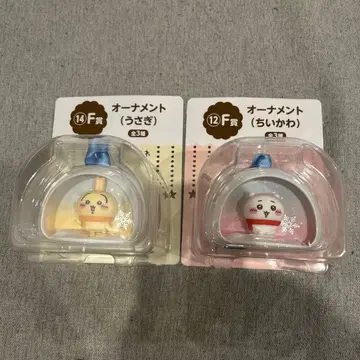 ⑭F賞
オーナメント
(うさぎ)
全3種
⑫F賞
オーナメント
(ちいかわ)
全3種